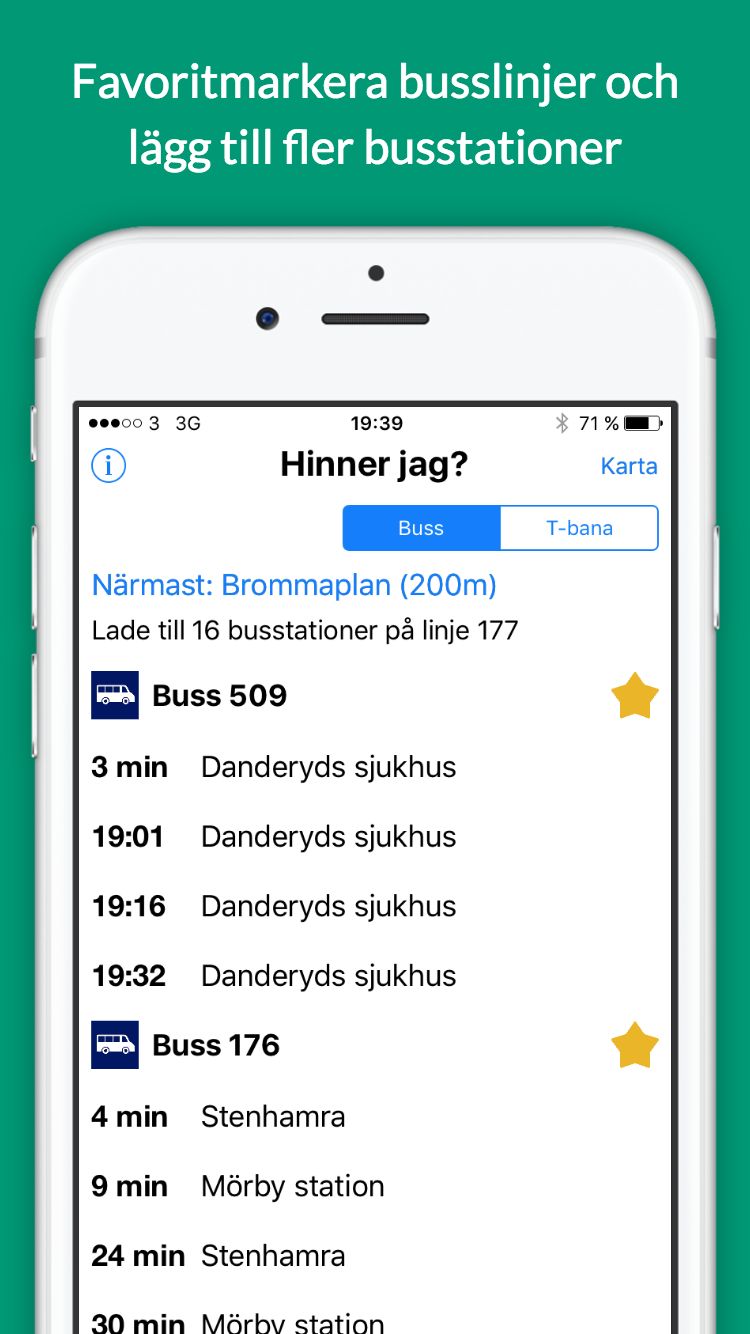 Favoritmarkera busslinjer och
lägg till fler busstationer
3 3G 19:39 71 %
Hinner jag? Karta
Buss T-bana
Närmast: Brommaplan (200m)
Lade till 16 busstationer på linje 177
Buss 509
3 min Danderyds sjukhus
19:01 Danderyds sjukhus
19:16 Danderyds sjukhus
19:32 Danderyds sjukhus
Buss 176
4 min Stenhamra
9 min Mörby station
24 min Stenhamra
30 min Mörby station